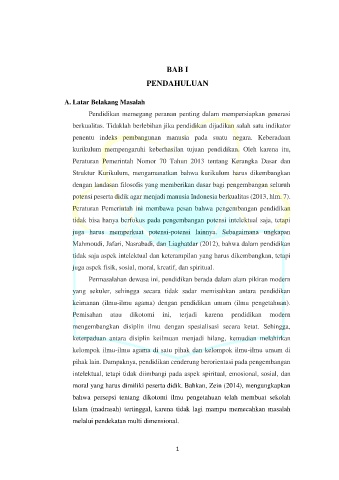 BAB I
PENDAHULUAN
A. Latar Belakang Masalah
Pendidikan memegang peranan penting dalam mempersiapkan generasi
berkualitas. Tidaklah berlebihan jika pendidikan dijadikan salah satu indikator
penentu indeks pembangunan manusia pada suatu negara. Keberadaan
kurikulum mempengaruhi keberhasilan tujuan pendidikan. Oleh karena itu,
Peraturan Pemerintah Nomor 70 Tahun 2013 tentang Kerangka Dasar dan
Struktur Kurikulum, mengamanatkan bahwa kurikulum harus dikembangkan
dengan landasan filosofis yang memberikan dasar bagi pengembangan seluruh
potensi peserta didik agar menjadi manusia Indonesia berkualitas (2013, hlm. 7).
Peraturan Pemerintah ini membawa pesan bahwa pengembangan pendidikan
tidak bisa hanya berfokus pada pengembangan potensi intelektual saja, tetapi
juga harus memperkuat potensi-potensi lainnya. Sebagaimana ungkapan
Mahmoudi, Jafari, Nasrabadi, dan Liaghatdar (2012), bahwa dalam pendidikan
tidak saja aspek intelektual dan keterampilan yang harus dikembangkan, tetapi
juga aspek fisik, sosial, moral, kreatif, dan spiritual.
Permasalahan dewasa ini, pendidikan berada dalam alam pikiran modern
yang sekuler, sehingga secara tidak sadar memisahkan antara pendidikan
keimanan (ilmu-ilmu agama) dengan pendidikan umum (ilmu pengetahuan).
Pemisahan atau dikotomi ini, terjadi karena pendidikan modern
mengembangkan disiplin ilmu dengan spesialisasi secara ketat. Sehingga,
keterpaduan antara disiplin keilmuan menjadi hilang, kemudian melahirkan
kelompok ilmu-ilmu agama di satu pihak dan kelompok ilmu-ilmu umum di
pihak lain. Dampaknya, pendidikan cenderung berorientasi pada pengembangan
intelektual, tetapi tidak diimbangi pada aspek spiritual, emosional, sosial, dan
moral yang harus dimiliki peserta didik. Bahkan, Zein (2014), mengungkapkan
bahwa persepsi tentang dikotomi ilmu pengetahuan telah membuat sekolah
Islam (madrasah) tertinggal, karena tidak lagi mampu memecahkan masalah
melalui pendekatan multi dimensional.
1